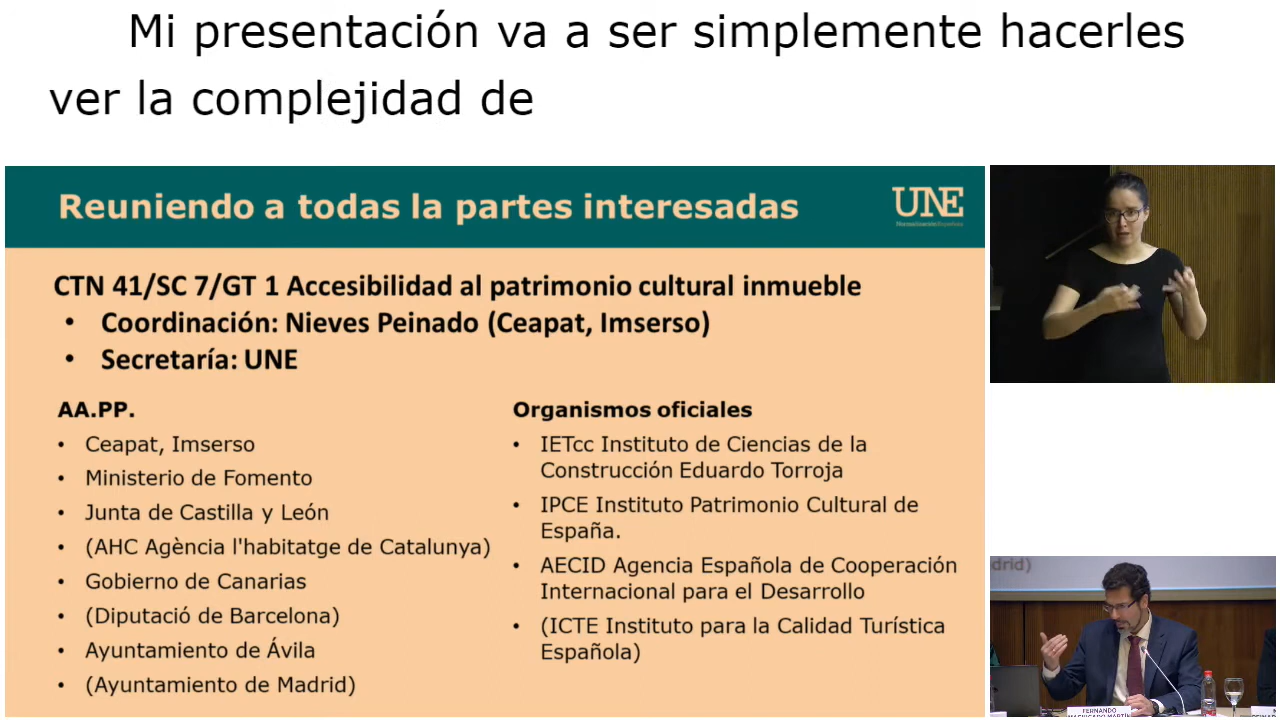 Mi presentación va a ser simplemente hacerles
ver la complejidad de
Reuniendo a todas la partes interesadas
UNE
Normalización Española
CTN 41/SC 7/GT 1 Accesibilidad al patrimonio cultural inmueble
• Coordinación: Nieves Peinado (Ceapat, Imserso)
• Secretaría: UNE
AA.PP.
• Ceapat, Imserso
• Ministerio de Fomento
• Junta de Castilla y León
• (AHC Agència l'habitatge de Catalunya)
• Gobierno de Canarias
• (Diputació de Barcelona)
• Ayuntamiento de Ávila
• (Ayuntamiento de Madrid)
Organismos oficiales
• IETcc Instituto de Ciencias de la
Construcción Eduardo Torroja
• IPCE Instituto Patrimonio Cultural de
España.
• AECID Agencia Española de Cooperación
Internacional para el Desarrollo
• (ICTE Instituto para la Calidad Turística
Española)
drid)
FERNANDO